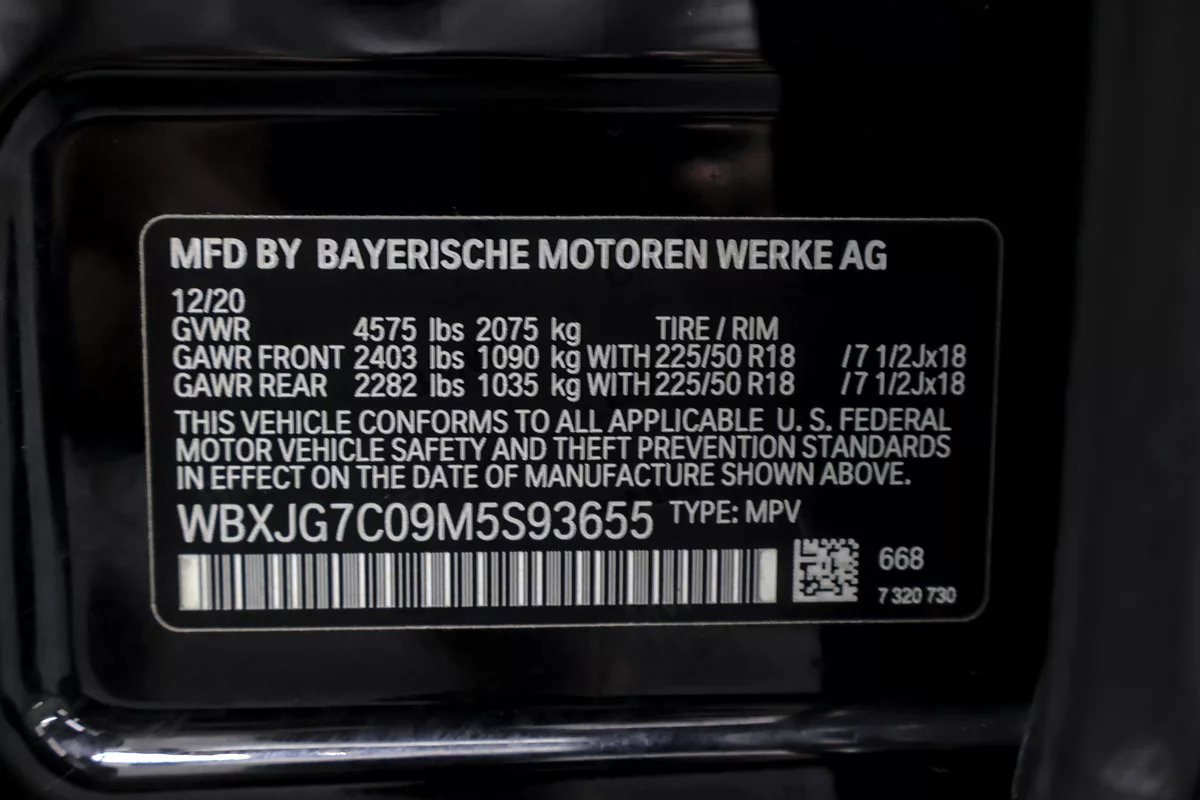 MFD BY BAYERISCHE MOTOREN WERKE AG
12/20
GVWR 4575 lbs 2075 kg TIRE / RIM
GAWR FRONT 2403 lbs 1090 kg WITH 225/50 R18 /7 1/2Jx18
GAWR REAR 2282 lbs 1035 kg WITH 225/50 R18 /7 1/2Jx18
THIS VEHICLE CONFORMS TO ALL APPLICABLE U. S. FEDERAL
MOTOR VEHICLE SAFETY AND THEFT PREVENTION STANDARDS
IN EFFECT ON THE DATE OF MANUFACTURE SHOWN ABOVE.
WBXJG7C09M5S93655 TYPE: MPV
668
7 320 730